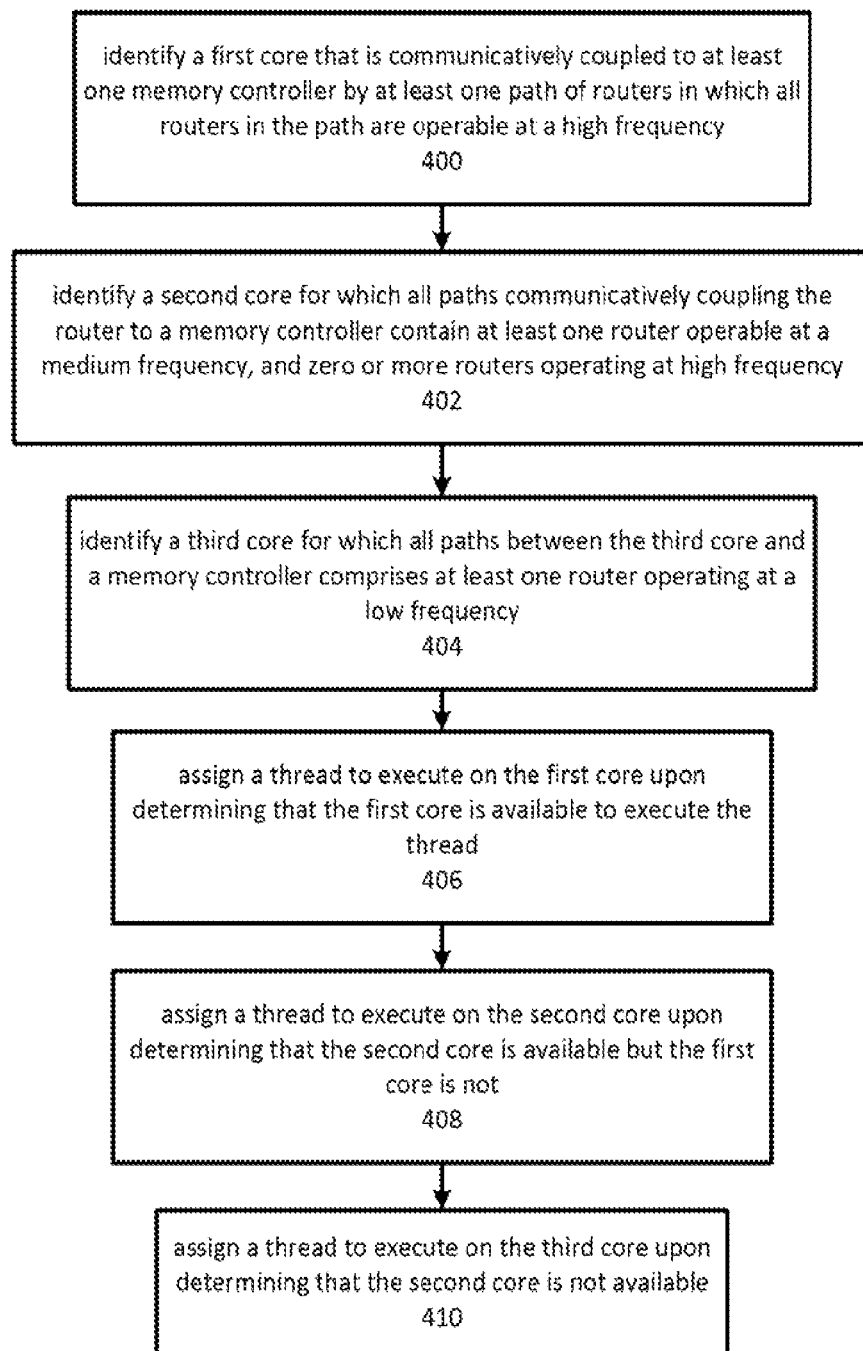 identify a first core that is communicatively coupled to at least
one memory controller by at least one path of routers in which all
routers in the path are operable at a high frequency
400
identify a second core for which all paths communicatively coupling the
router to a memory controller contain at least one router operable at a
medium frequency, and zero or more routers operating at high frequency
402
identify a third core for which all paths between the third core and
a memory controller comprises at least one router operating at a
low frequency
404
assign a thread to execute on the first core upon
determining that the first core is available to execute the
thread
406
assign a thread to execute on the second core upon
determining that the second core is available but the first
core is not
408
assign a thread to execute on the third core upon
determining that the second core is not available
410